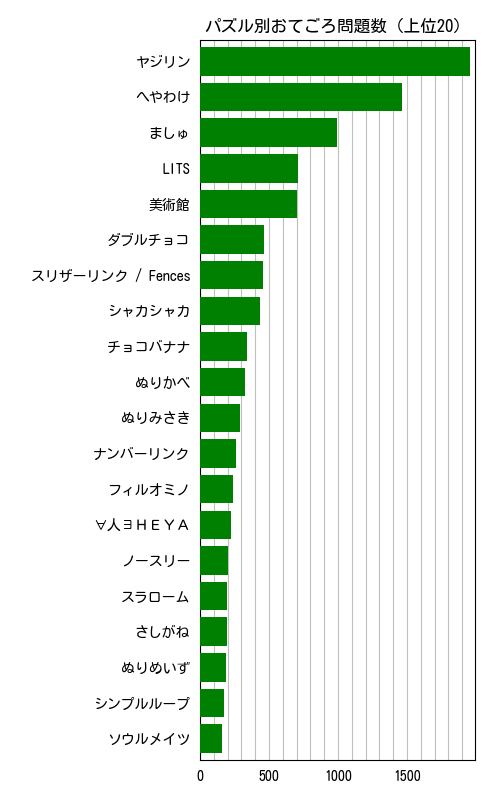 パズル別おてごろ問題数（上位20）
ヤジリン
へやわけ
ましゅ
LITS
美術館
ダブルチョコ
スリザーリンク / Fences
シャカシャカ
チョコバナナ
ぬりかべ
ぬりみさき
ナンバーリンク
フィルオミノ
∀人∃ＨＥＹＡ
ノースリー
スラローム
さしがね
ぬりめいず
シンプルループ
ソウルメイツ
0 500 1000 1500